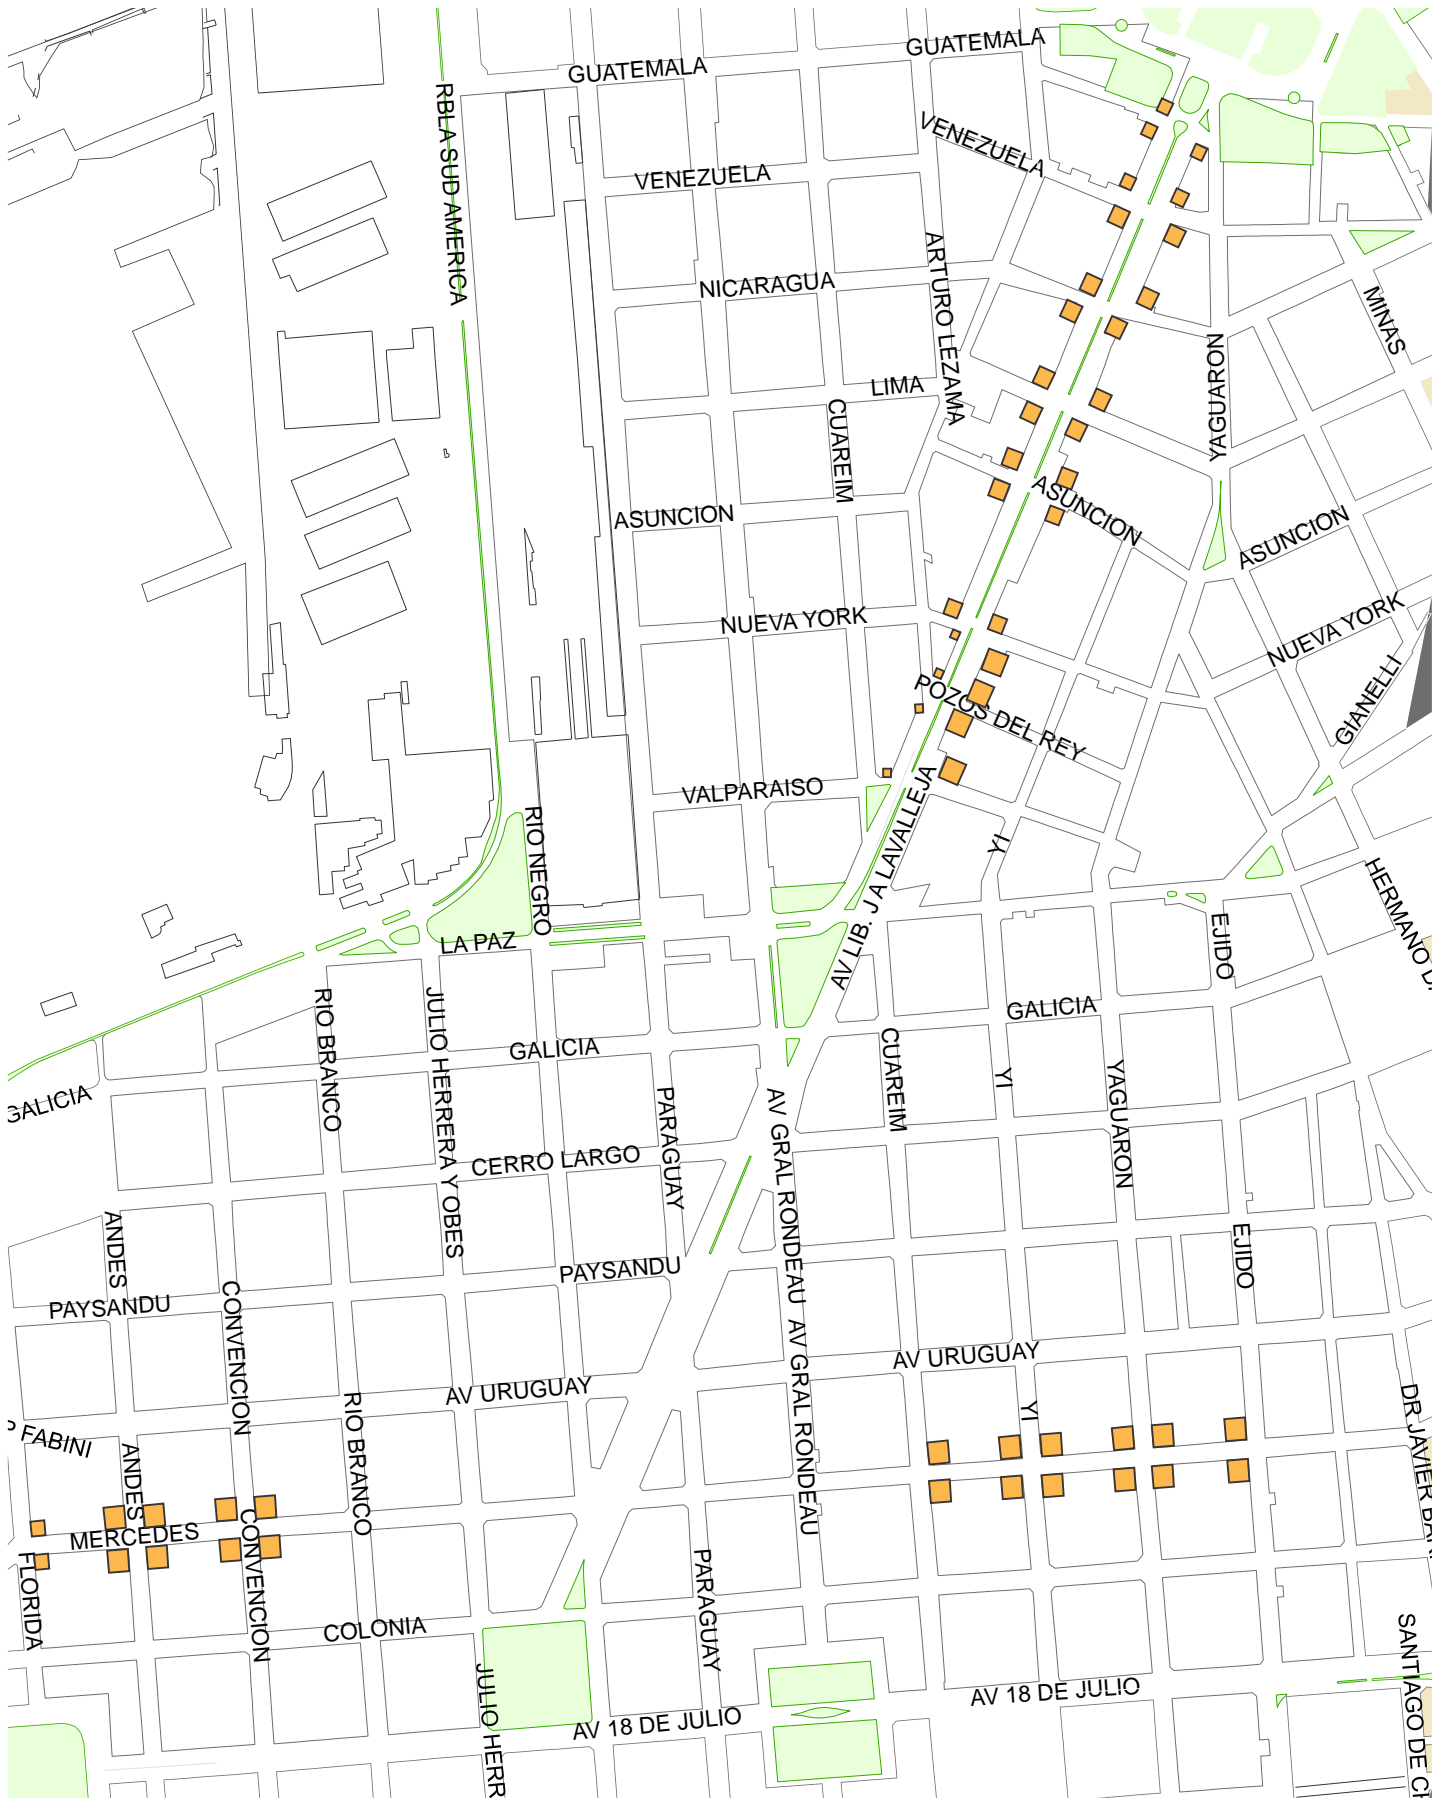 GUATEMALA
GUATEMALA
RBLA SUD AMERICA
VENEZUELA
VENEZUELA
ARTURO LEZAMA
NICARAGUA
MINAS
YAGUARON
LIMA
CUAREIM
ASUNCION
ASUNCION
ASUNCION
NUEVA YORK
NUEVA YORK
GIANELLI
POZOS DEL REY
VALPARAISO
AV LIB. J A LAVALLEJA
RIO NEGRO
YI
HERMANO D
EJIDO
LA PAZ
RIO BRANCO
JULIO HERRERA Y OBES
GALICIA
GALICIA
GALICIA
CUAREIM
YI
YAGUARON
PARAGUAY
AV GRAL RONDEAU
CERRO LARGO
ANDES
EJIDO
PAYSANDU
PAYSANDU
CONVENCION
AV GRAL RONDEAU
AV URUGUAY
AV URUGUAY
RIO BRANCO
YI
DR JAVIER BAR
P FABINI
ANDES
MERCEDES
CONVENCION
FLORIDA
PARAGUAY
COLONIA
SANTIAGO DE CH
JULIO HERR
AV 18 DE JULIO
AV 18 DE JULIO